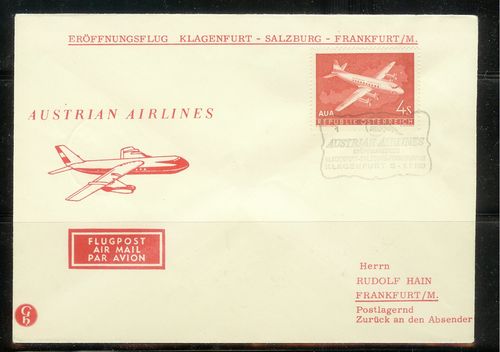 ERÖFFNUNGSFLUG KLAGENFURT - SALZBURG - FRANKFURT/M.
AUSTRIAN AIRLINES
AUA
4s
REPUBLIK ÖSTERREICH
1
AUSTRIAN AIRLINES
KLAGENFURT
FLUGPOST
AIR MAIL
PAR AVION
Herrn
RUDOLF HAIN
FRANKFURT/M.
Postlagernd
Zurück an den Absender